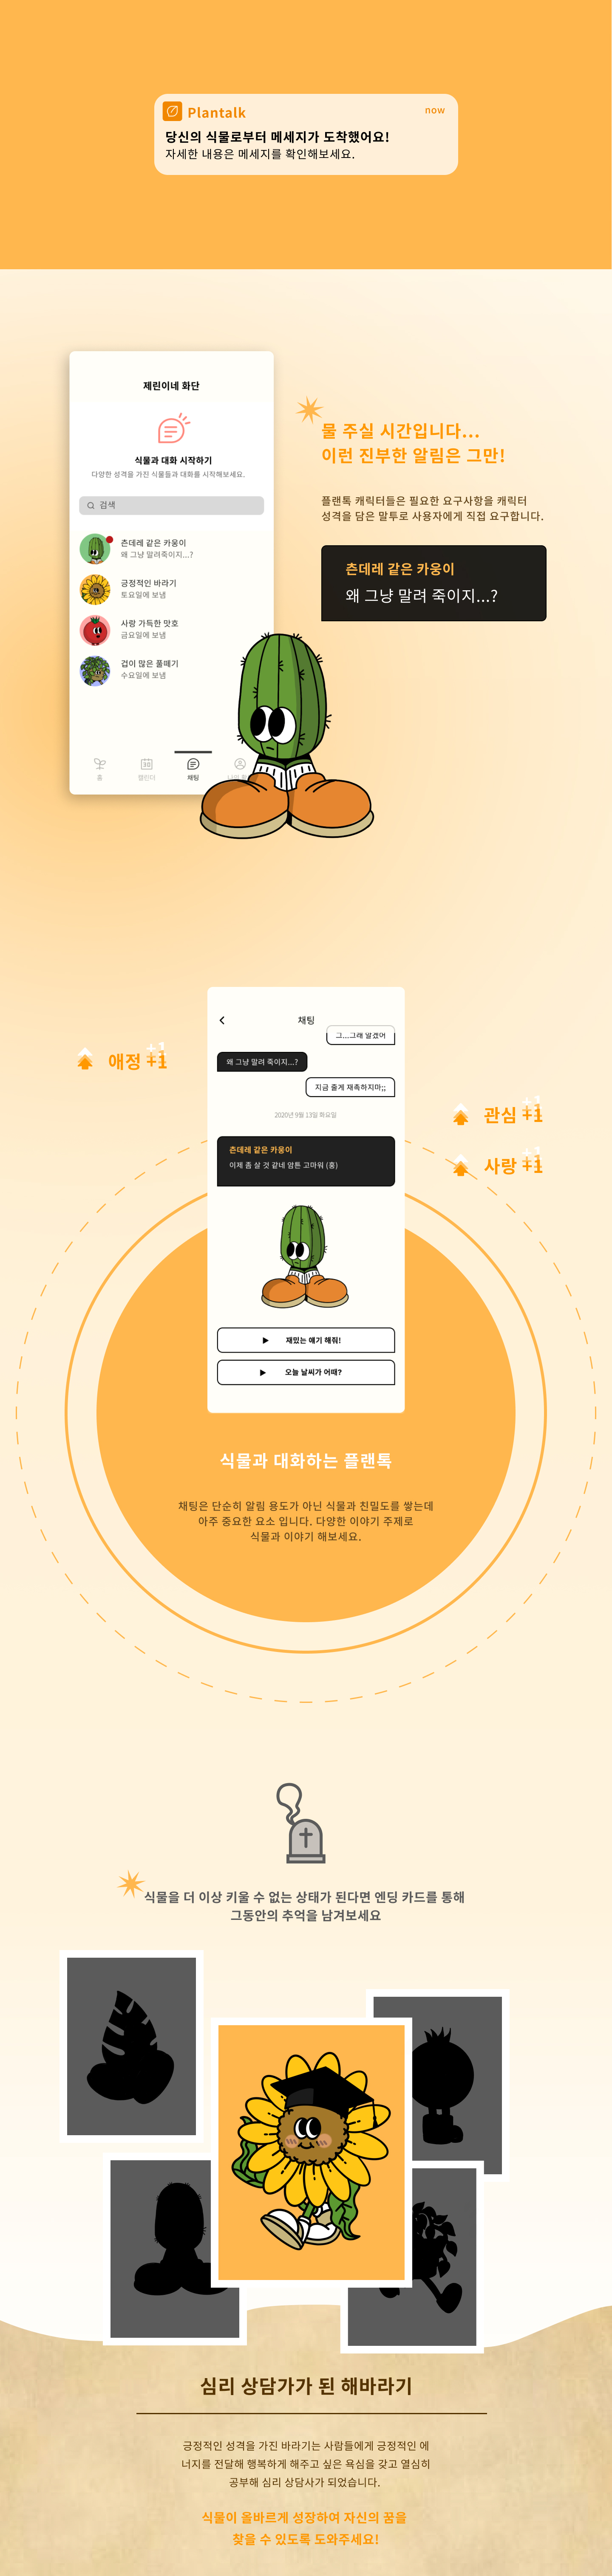 Plantalk
now
당신의 식물로부터 메세지가 도착했어요!
자세한 내용은 메세지를 확인해보세요.
제린이네 화단
식물과 대화 시작하기
다양한 성격을 가진 식물들과 대화를 시작해보세요.
검색
츤데레 같은 카웅이
왜 그냥 말려죽이지...?
긍정적인 바라기
토요일에 보냄
사랑 가득한 맛호
금요일에 보냄
겁이 많은 풀떼기
수요일에 보냄
홈
캘린더
채팅
물 주실 시간입니다...
이런 진부한 알림은 그만!
플랜톡 캐릭터들은 필요한 요구사항을 캐릭터
성격을 담은 말투로 사용자에게 직접 요구합니다.
츤데레 같은 카웅이
왜 그냥 말려 죽이지...?
채팅
그...그래 알겠어
왜 그냥 말려 죽이지...?
지금 줄게 재촉하지마;;
2020년 9월 13일 화요일
츤데레 같은 카웅이
이제 좀 살 것 같네 암튼 고마워 (흥)
재밌는 얘기 해줘!
오늘 날씨가 어때?
애정 +1
관심 +1
사랑 +1
식물과 대화하는 플랜톡
채팅은 단순히 알림 용도가 아닌 식물과 친밀도를 쌓는데
아주 중요한 요소 입니다. 다양한 이야기 주제로
식물과 이야기 해보세요.
식물을 더 이상 키울 수 없는 상태가 된다면 엔딩 카드를 통해
그동안의 추억을 남겨보세요
심리 상담가가 된 해바라기
긍정적인 성격을 가진 바라기는 사람들에게 긍정적인 에
너지를 전달해 행복하게 해주고 싶은 욕심을 갖고 열심히
공부해 심리 상담사가 되었습니다.
식물이 올바르게 성장하여 자신의 꿈을
찾을 수 있도록 도와주세요!